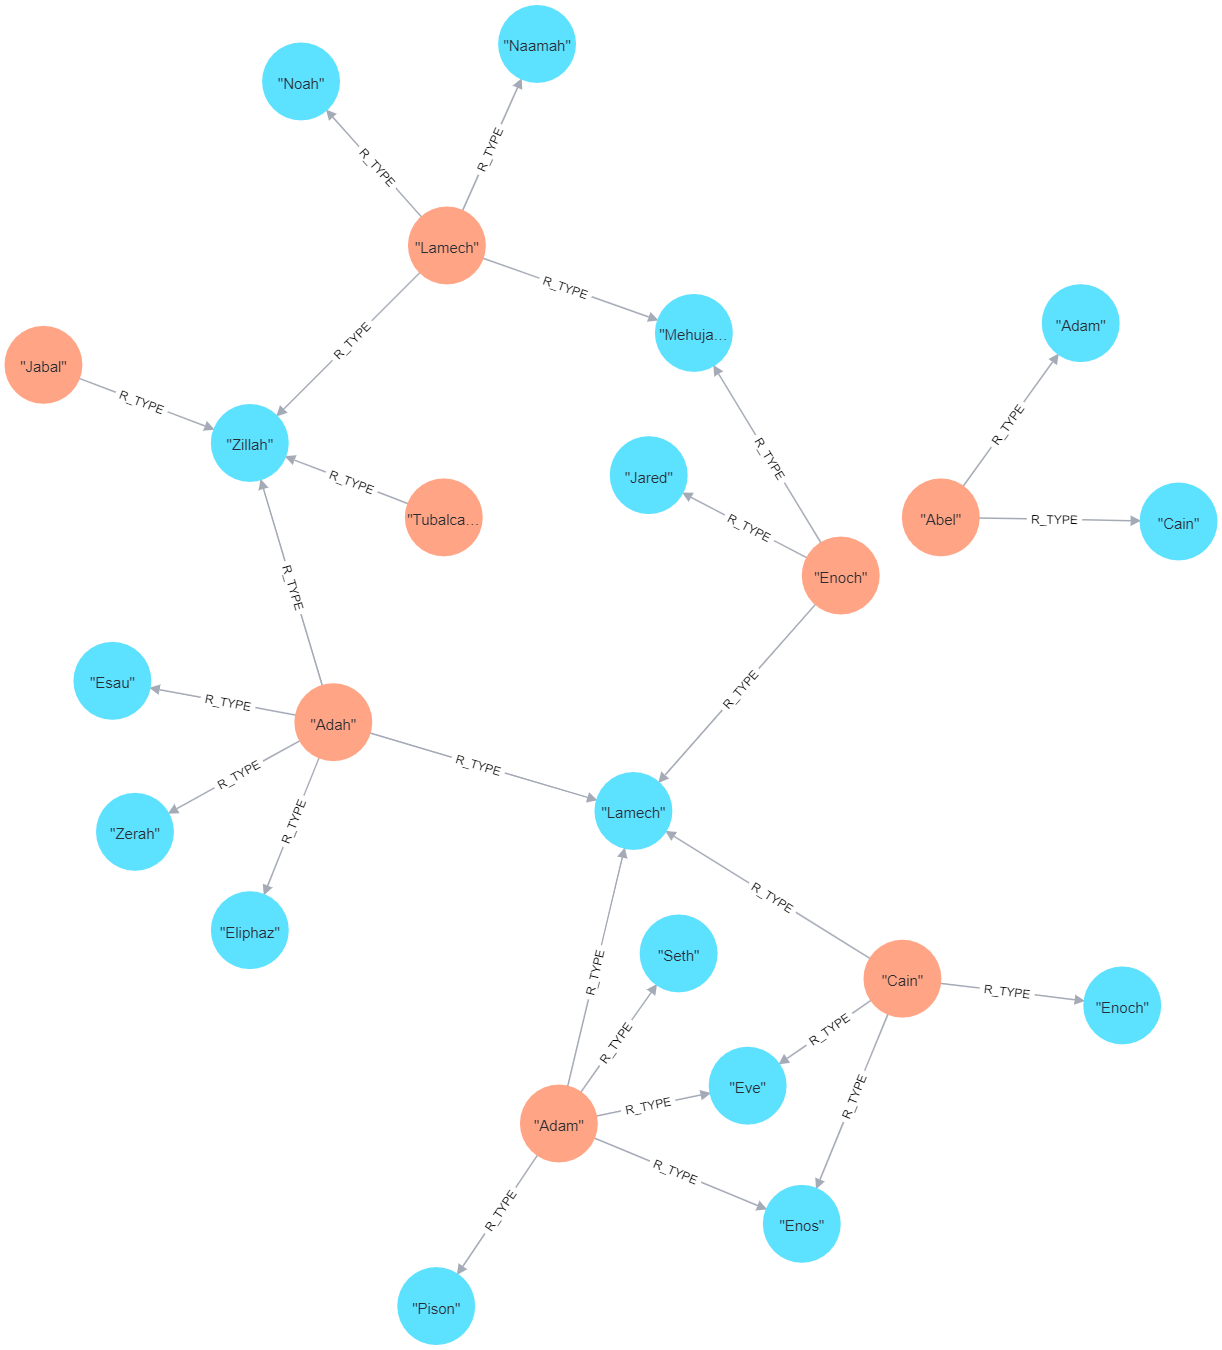 "Naamah"
"Noah"
R_TYPE
R_TYPE
"Lamech"
R_TYPE
"Adam"
"Mehuja...
R_TYPE
"Jabal"
R_TYPE
R_TYPE
"Zillah"
R_TYPE
"Jared"
R_TYPE
"Tubalca...
"Abel"
R_TYPE
"Cain"
R_TYPE
"Enoch"
R_TYPE
"Esau"
R_TYPE
R_TYPE
"Adah"
R_TYPE
R_TYPE
"Lamech"
R_TYPE
"Zerah"
R_TYPE
"Eliphaz"
"Seth"
R_TYPE
R_TYPE
"Cain"
R_TYPE
"Enoch"
R_TYPE
R_TYPE
"Eve"
R_TYPE
R_TYPE
"Adam"
R_TYPE
R_TYPE
"Enos"
"Pison"